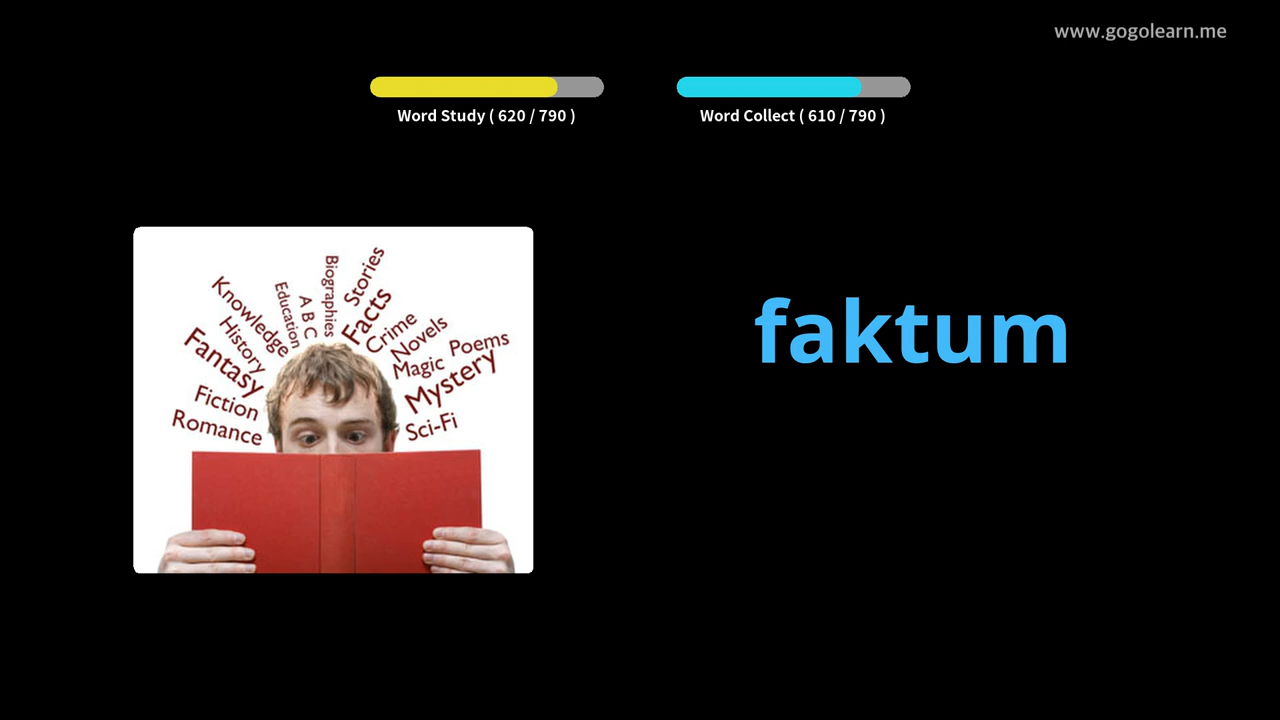 www.gogolearn.me
Word Study ( 620 / 790 )
Word Collect ( 610 / 790 )
faktum
Biographies
Stories
Education
A B C
Facts
Knowledge
Crime
History
Novels
Fantasy
Magic
Poems
Mystery
Fiction
Romance
Sci-Fi